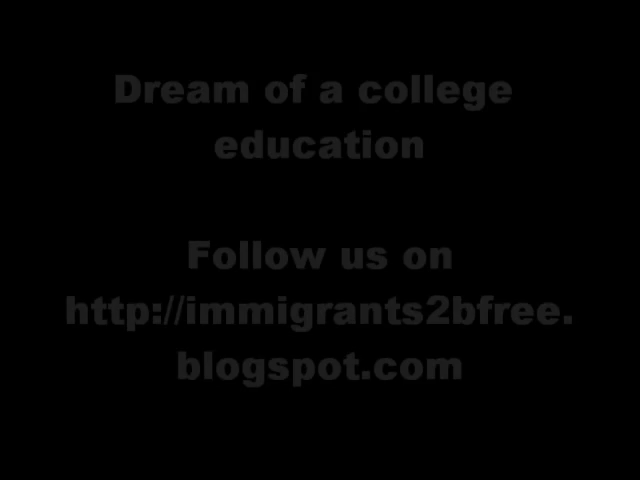 Dream of a college
education
Follow us on
http://immigrants2bfree.
blogspot.com